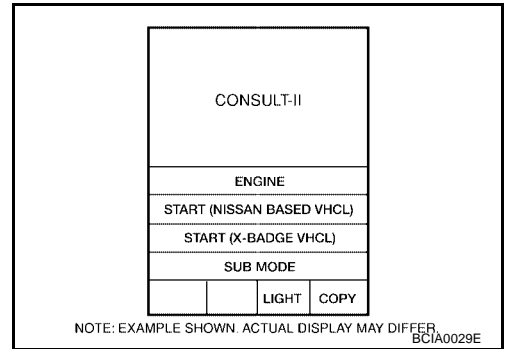 CONSULT-II
ENGINE
START (NISSAN BASED VHCL)
START (X-BADGE VHCL)
SUB MODE
LIGHT COPY
NOTE: EXAMPLE SHOWN. ACTUAL DISPLAY MAY DIFFER.
BCIA0029E